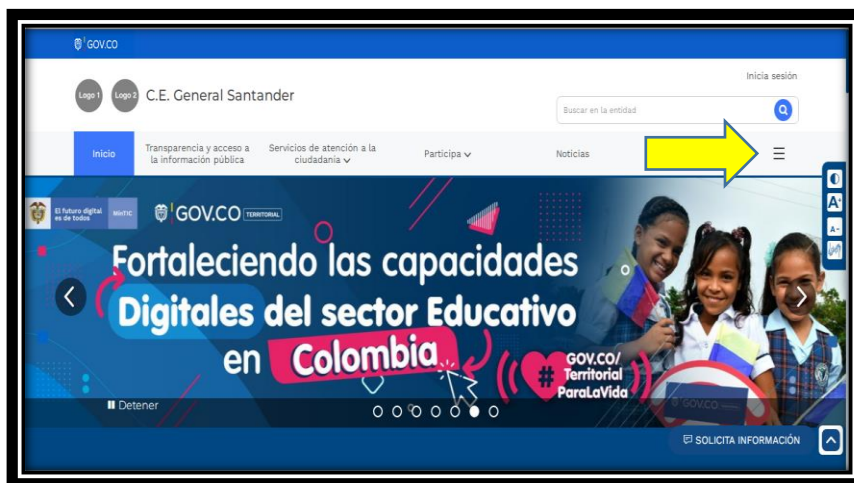 GOV.CO
Inicia sesión
Logo 1
Logo 2
C.E. General Santander
Buscar en la entidad
Inicio
Transparencia y acceso a
la información pública
Servicios de atención a la
ciudadanía
Participa
Noticias
A+
A-
El futuro digital
es de todos
MinTIC
GOV.CO TERRITORIAL
Fortaleciendo las capacidades
Digitales del sector Educativo
en Colombia
#
GOV.CO/
Territorial
ParaLaVida
GOV.CO
Detener
SOLICITA INFORMACIÓN